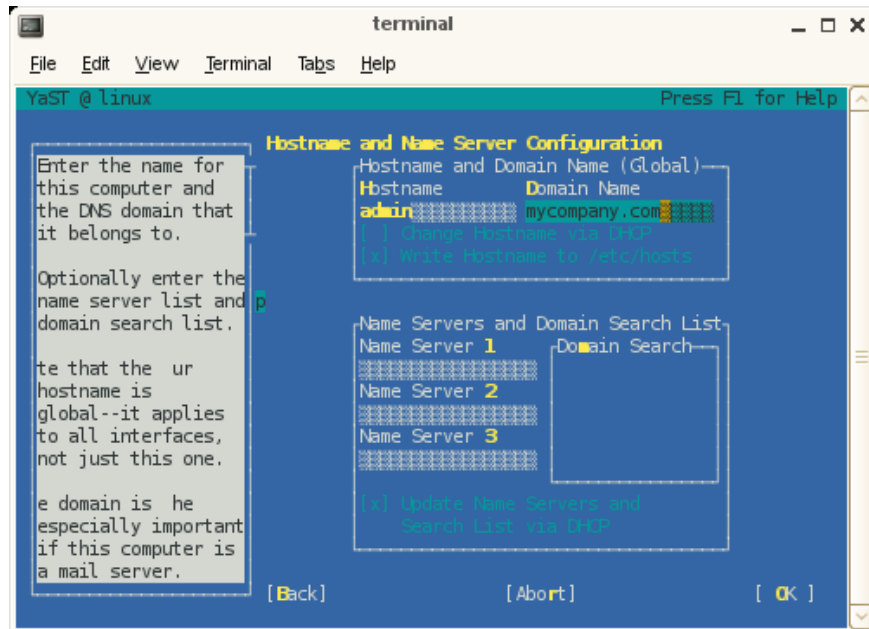 terminal
File Edit View Terminal Tabs Help
YaST @ linux Press F1 for Help
Hostname and Name Server Configuration
Enter the name for
this computer and
the DNS domain that
it belongs to.
Optionally enter the
name server list and p
domain search list.
te that the ur
hostname is
global--it applies
to all interfaces,
not just this one.
e domain is he
especially important
if this computer is
a mail server.
Hostname and Domain Name (Global)
Hostname Domain Name
admin mycompany.com
[ ] Change Hostname via DHCP
[x] Write Hostname to /etc/hosts
Name Servers and Domain Search List
Name Server 1 Domain Search
Name Server 2
Name Server 3
[x] Update Name Servers and
Search List via DHCP
[Back] [Abort] [ OK ]